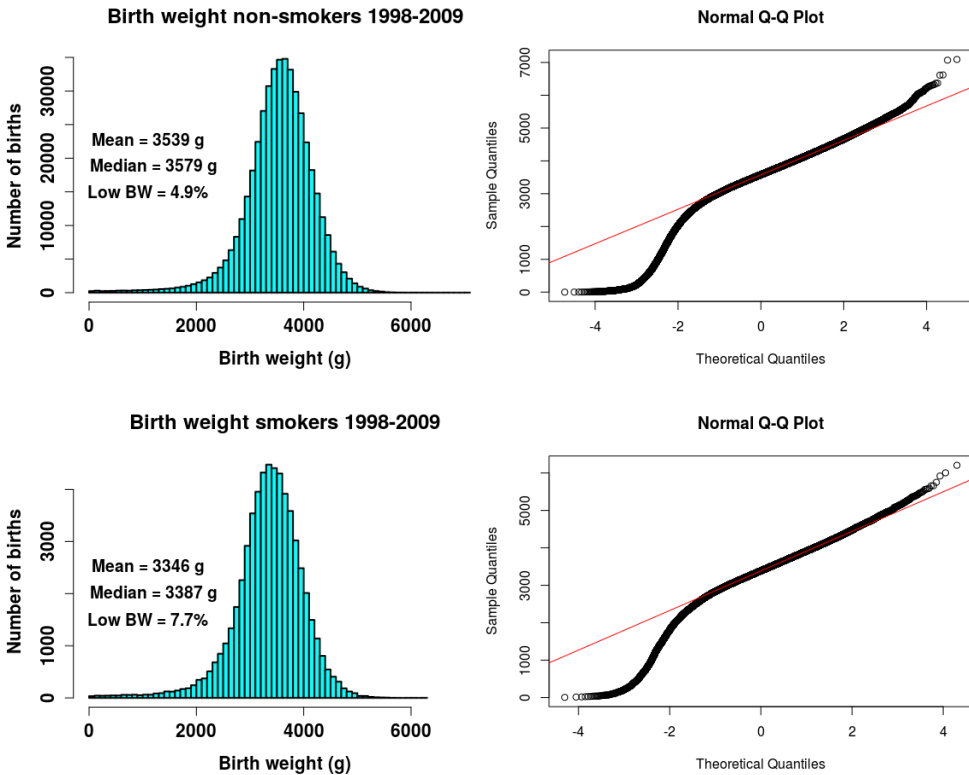 Birth weight non-smokers 1998-2009
Number of births
0
10000
20000
30000
Mean = 3539 g
Median = 3579 g
Low BW = 4.9%
0 2000 4000 6000
Birth weight (g)
Normal Q-Q Plot
Sample Quantiles
0
1000
3000
5000
7000
-4 -2 0 2 4
Theoretical Quantiles
Birth weight smokers 1998-2009
Number of births
0
1000
3000
Mean = 3346 g
Median = 3387 g
Low BW = 7.7%
0 2000 4000 6000
Birth weight (g)
Normal Q-Q Plot
Sample Quantiles
0
1000
3000
5000
-4 -2 0 2 4
Theoretical Quantiles